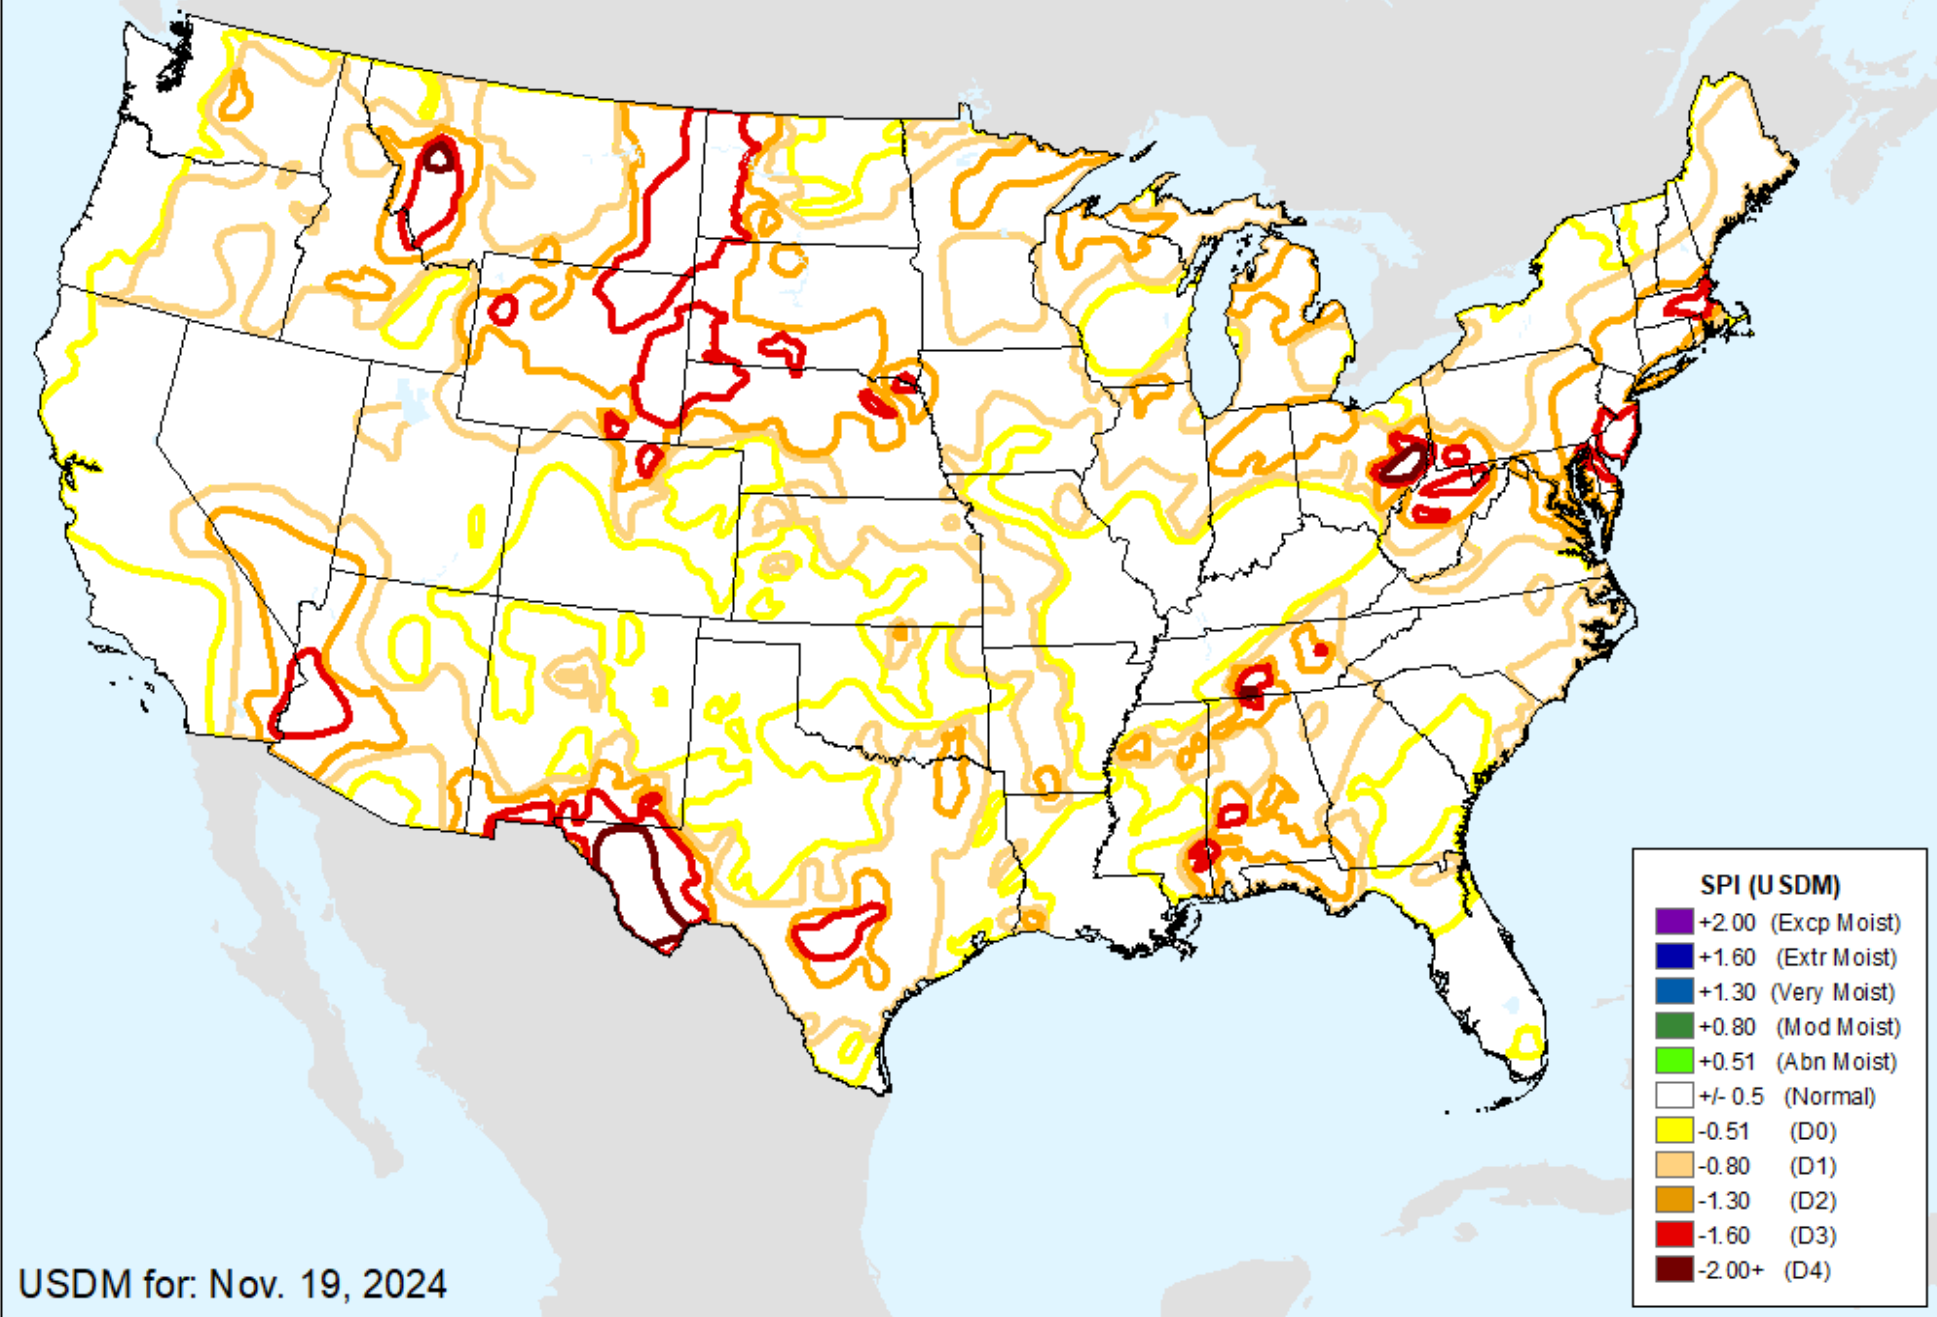 SPI (USDM)
+2.00 (Excp Moist)
+1.60 (Extr Moist)
+1.30 (Very Moist)
+0.80 (Mod Moist)
+0.51 (Abn Moist)
+/- 0.5 (Normal)
-0.51 (D0)
-0.80 (D1)
-1.30 (D2)
-1.60 (D3)
-2.00+ (D4)
USDM for: Nov. 19, 2024